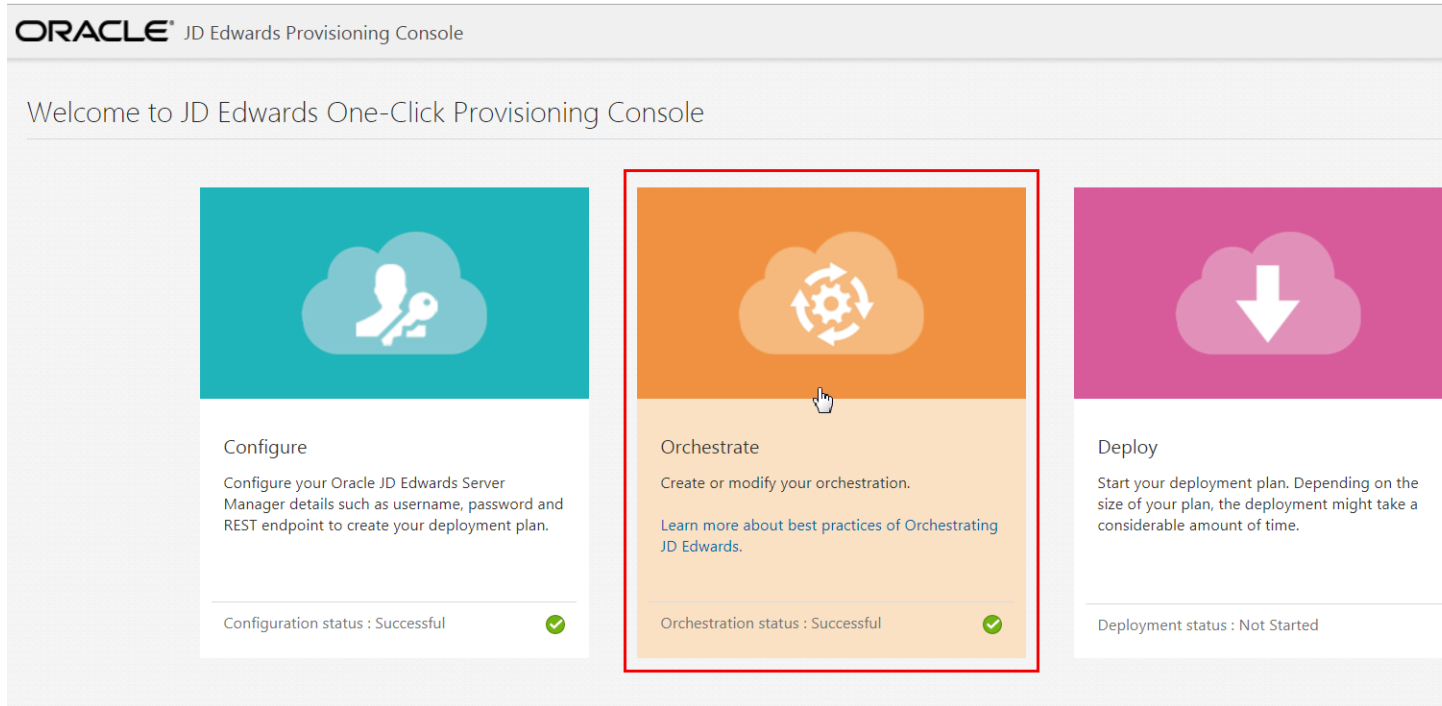 ORACLE® JD Edwards Provisioning Console
Welcome to JD Edwards One-Click Provisioning Console
Configure
Configure your Oracle JD Edwards Server
Manager details such as username, password and
REST endpoint to create your deployment plan.
Configuration status : Successful
Orchestrate
Create or modify your orchestration.
Learn more about best practices of Orchestrating
JD Edwards.
Orchestration status : Successful
Deploy
Start your deployment plan. Depending on the
size of your plan, the deployment might take a
considerable amount of time.
Deployment status : Not Started